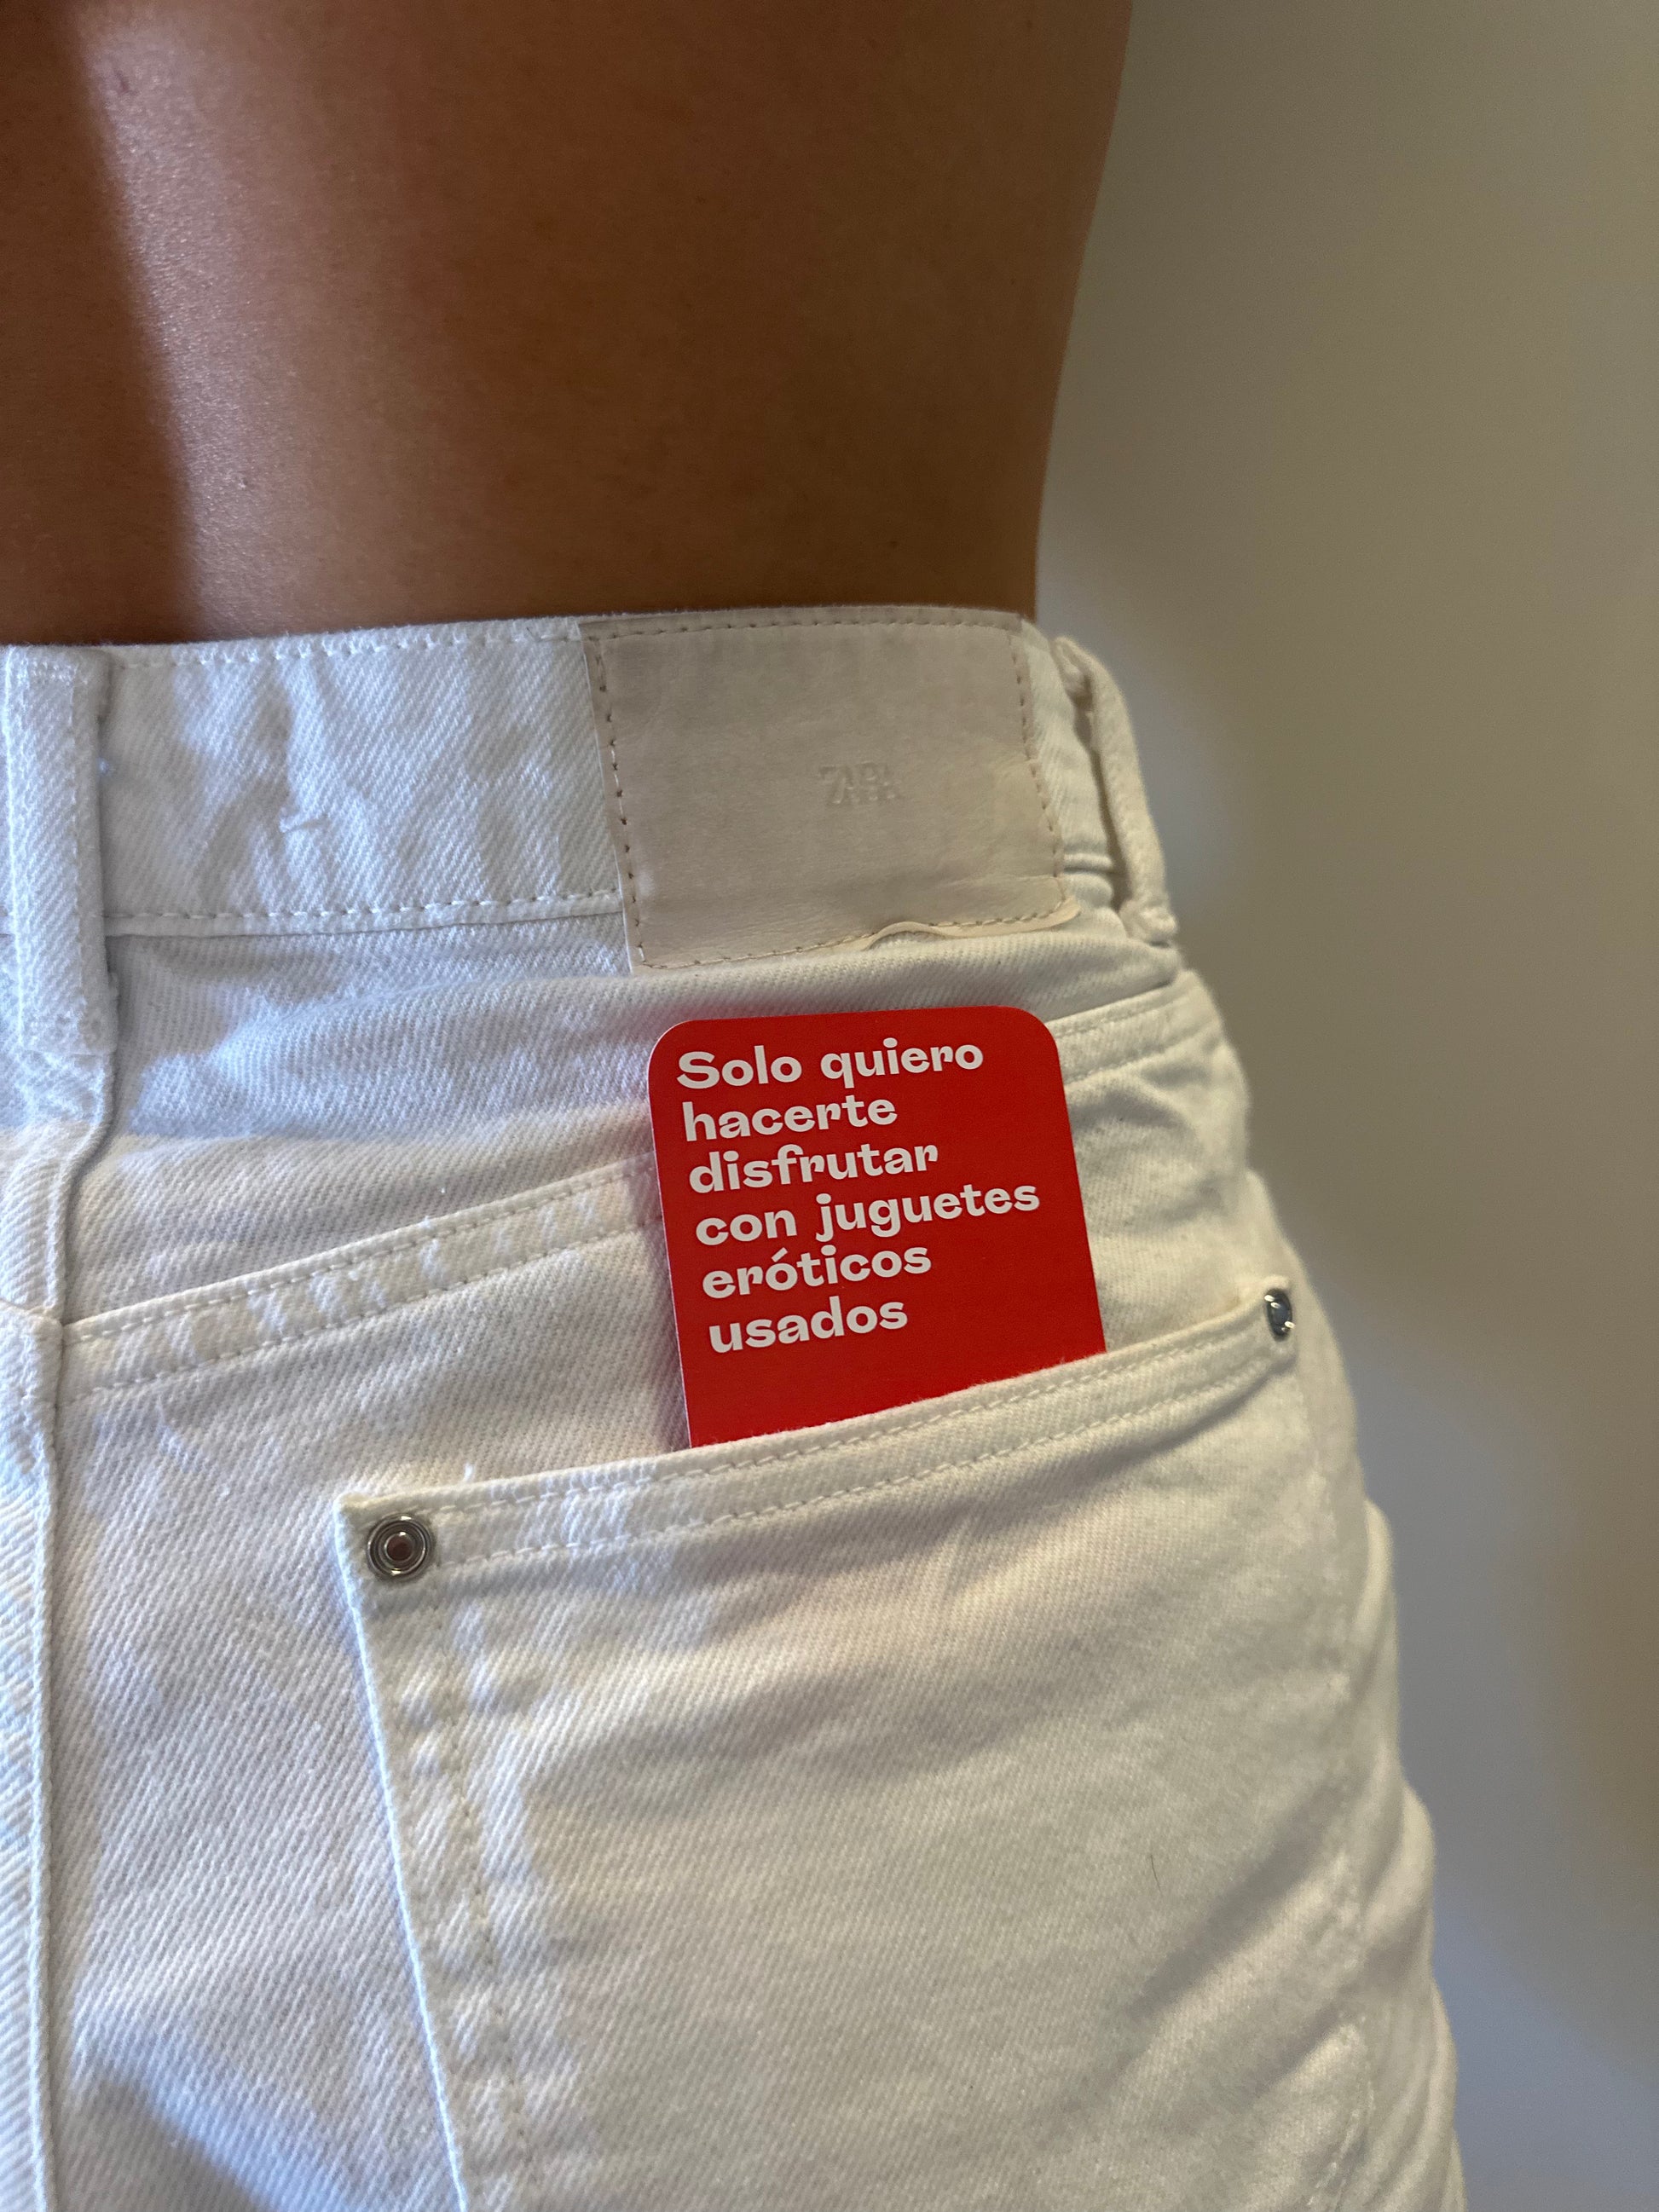 ZARA
Solo quiero
hacerte
disfrutar
con juguetes
eróticos
usados